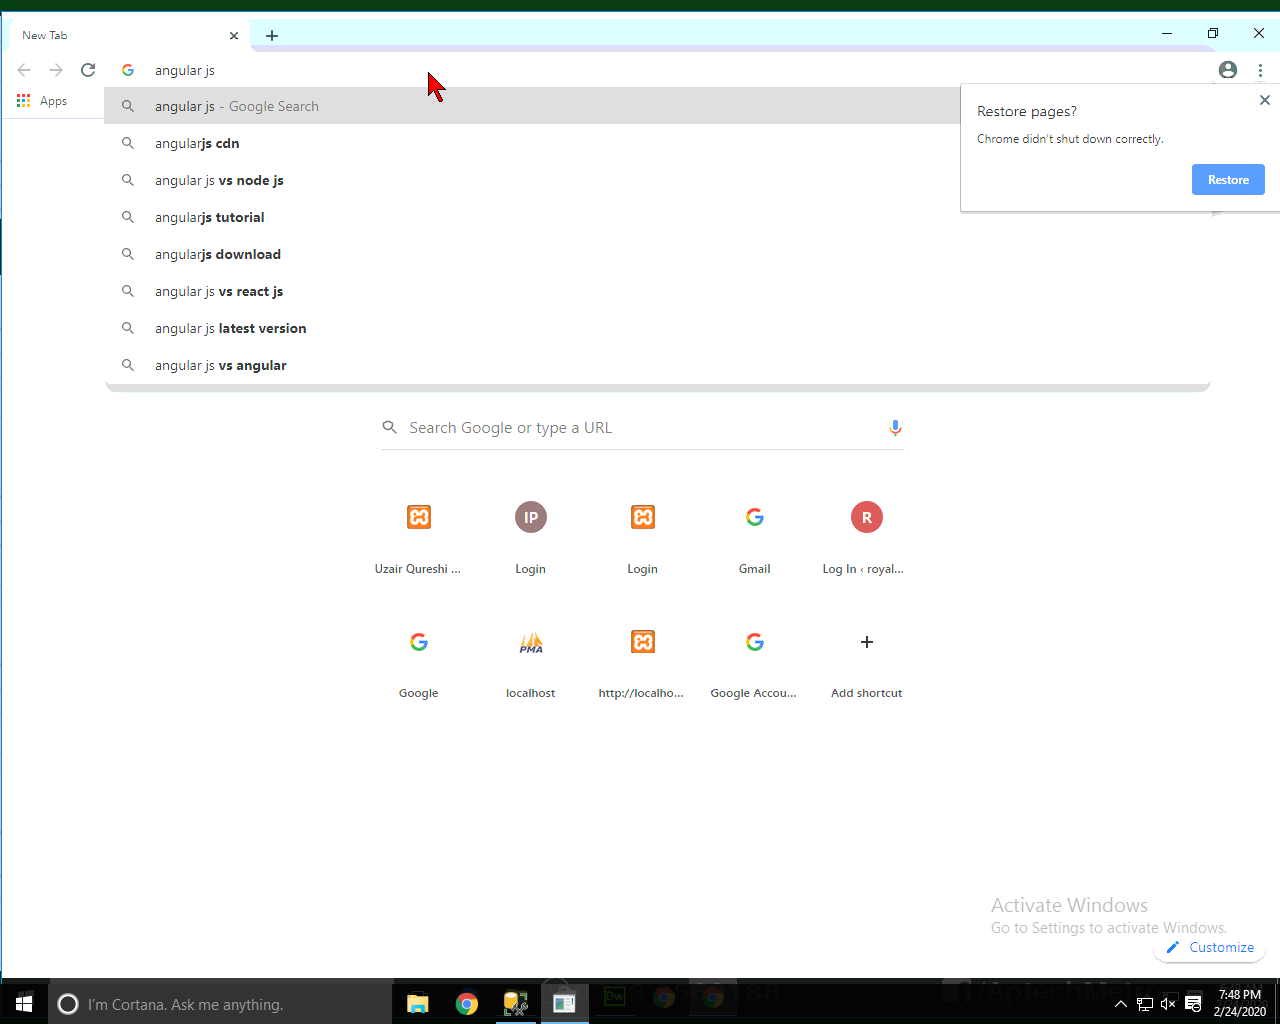 New Tab
angular js
Apps
angular js - Google Search
angularjs cdn
angular js vs node js
angularjs tutorial
angularjs download
angular js vs react js
angular js latest version
angular js vs angular
Restore pages?
Chrome didn't shut down correctly.
Restore
Search Google or type a URL
IP
R
Uzair Qureshi ...
Login
Login
Gmail
Log In ‹ royal...
PMA
Google
localhost
http://localho...
Google Accou...
Add shortcut
Activate Windows
Go to Settings to activate Windows.
Customize
I'm Cortana. Ask me anything.
Dw
7:48 PM
2/24/2020